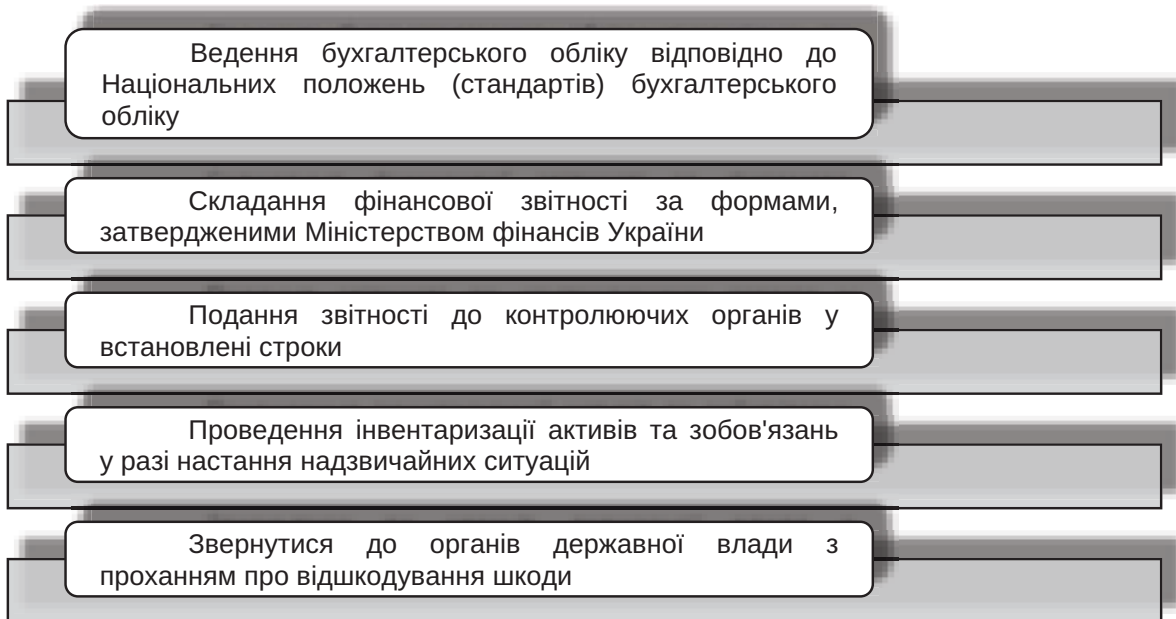 Ведення бухгалтерського обліку відповідно до
Національних положень (стандартів) бухгалтерського
обліку
Складання фінансової звітності за формами,
затвердженими Міністерством фінансів України
Подання звітності до контролюючих органів у
встановлені строки
Проведення інвентаризації активів та зобов'язань
у разі настання надзвичайних ситуацій
Звернутися до органів державної влади з
проханням про відшкодування шкоди